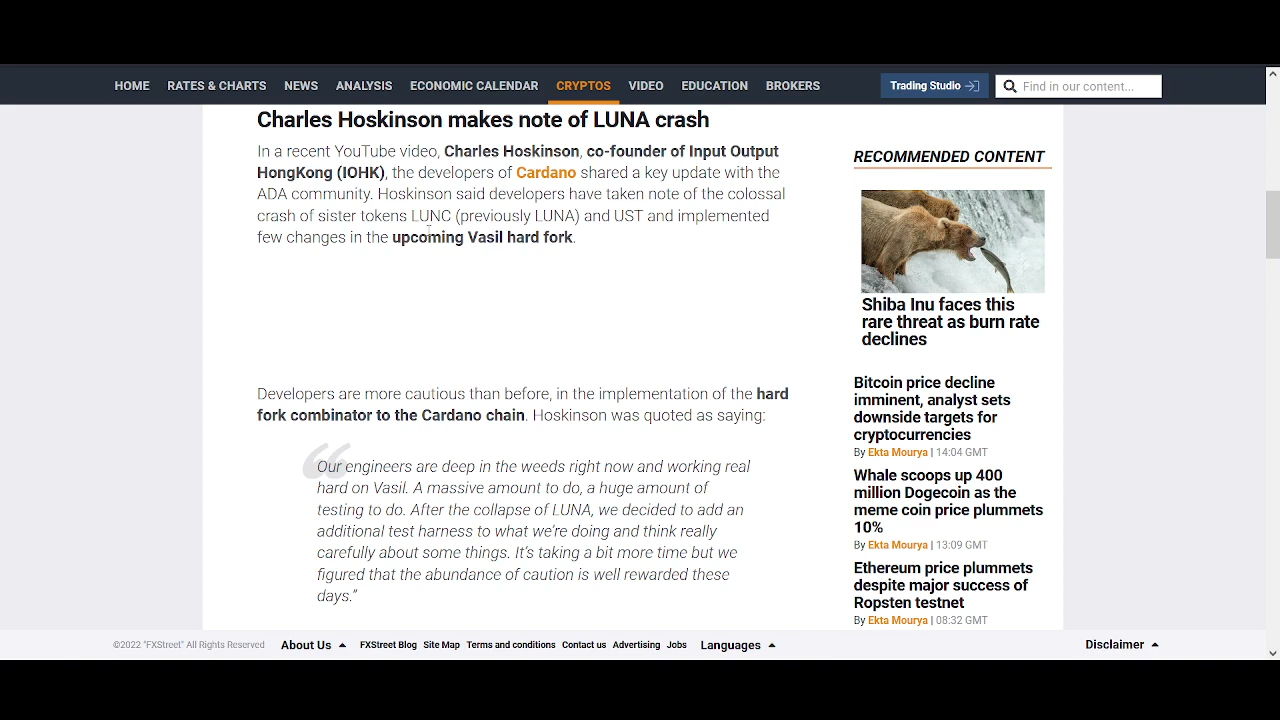 HOME RATES & CHARTS NEWS ANALYSIS ECONOMIC CALENDAR CRYPTOS VIDEO EDUCATION BROKERS Trading Studio Find in our content...
Charles Hoskinson makes note of LUNA crash
In a recent YouTube video, Charles Hoskinson, co-founder of Input Output
HongKong (IOHK), the developers of Cardano shared a key update with the
ADA community. Hoskinson said developers have taken note of the colossal
crash of sister tokens LUNC (previously LUNA) and UST and implemented
few changes in the upcoming Vasil hard fork.
Developers are more cautious than before, in the implementation of the hard
fork combinator to the Cardano chain. Hoskinson was quoted as saying:
“
Our engineers are deep in the weeds right now and working real
hard on Vasil. A massive amount to do, a huge amount of
testing to do. After the collapse of LUNA, we decided to add an
additional test harness to what we're doing and think really
carefully about some things. It's taking a bit more time but we
figured that the abundance of caution is well rewarded these
days.”
RECOMMENDED CONTENT
Shiba Inu faces this
rare threat as burn rate
declines
Bitcoin price decline
imminent, analyst sets
downside targets for
cryptocurrencies
By Ekta Mourya | 14:04 GMT
Whale scoops up 400
million Dogecoin as the
meme coin price plummets
10%
By Ekta Mourya | 13:09 GMT
Ethereum price plummets
despite major success of
Ropsten testnet
By Ekta Mourya | 08:32 GMT
©2022 "FXStreet" All Rights Reserved About Us FXStreet Blog Site Map Terms and conditions Contact us Advertising Jobs Languages Disclaimer